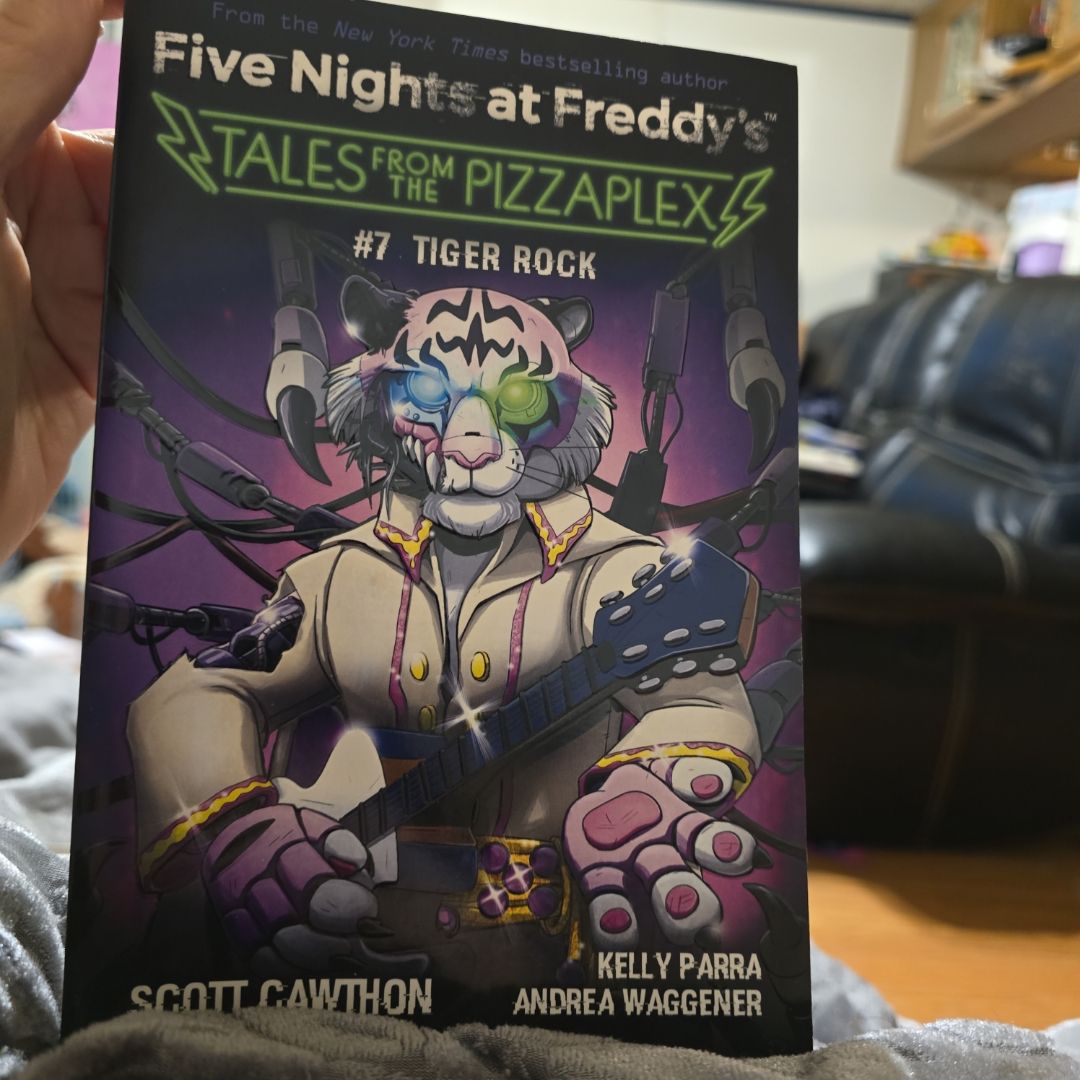 From the New York Times bestselling author
Five Nights at Freddy's™
TALES FROM THE PIZZAPLEX
#7 TIGER ROCK
SCOTT CAWTHON
KELLY PARRA
ANDREA WAGGENER